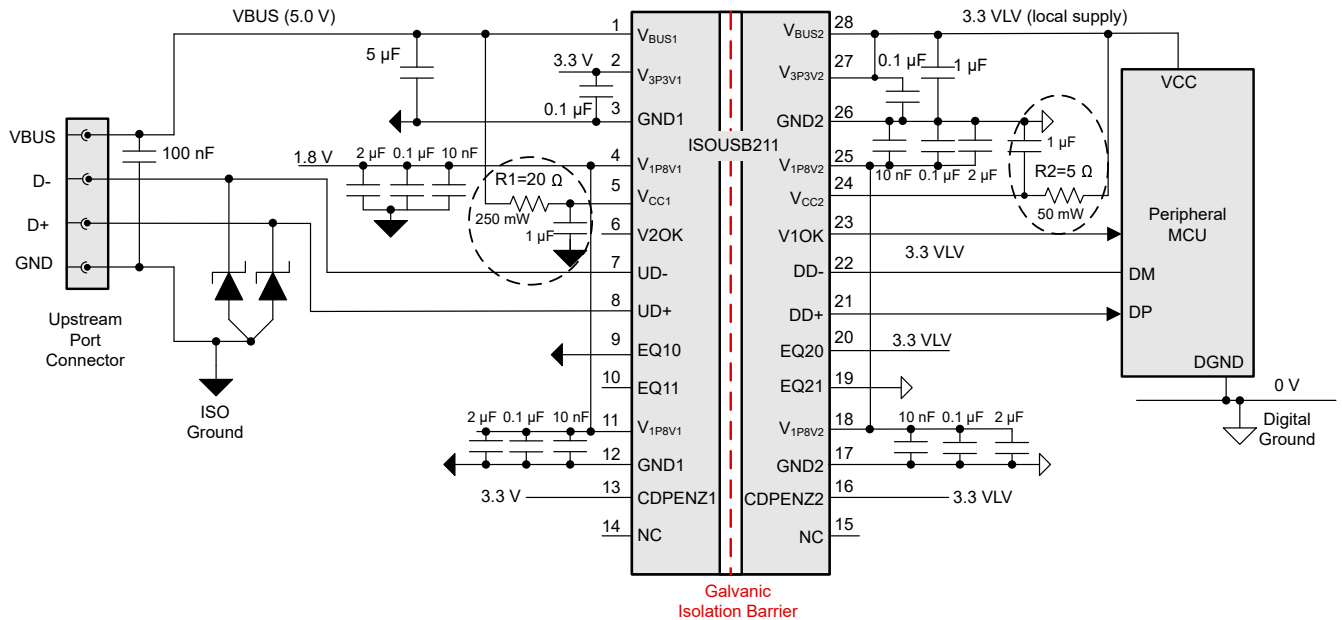 VBUS (5.0 V)
3.3 VLV (local supply)
5 µF
3.3 V
0.1 µF
VBUS
D-
D+
GND
100 nF
Upstream
Port
Connector
ISO
Ground
1.8 V
2 µF
0.1 µF
10 nF
R1=20 Ω
250 mW
1 µF
2 µF
0.1 µF
10 nF
3.3 V
1
2
3
4
5
6
7
8
9
10
11
12
13
14
VBUS1
V3P3V1
GND1
V1P8V1
VCC1
V2OK
UD-
UD+
EQ10
EQ11
V1P8V1
GND1
CDPENZ1
NC
ISOUSB211
VBUS2
V3P3V2
GND2
V1P8V2
VCC2
V1OK
DD-
DD+
EQ20
EQ21
V1P8V2
GND2
CDPENZ2
NC
28
27
26
25
24
23
22
21
20
19
18
17
16
15
0.1 µF
1 µF
10 nF
0.1 µF
2 µF
1 µF
R2=5 Ω
50 mW
3.3 VLV
3.3 VLV
10 nF
0.1 µF
2 µF
3.3 VLV
VCC
Peripheral
MCU
DM
DP
DGND
0 V
Digital
Ground
Galvanic
Isolation Barrier